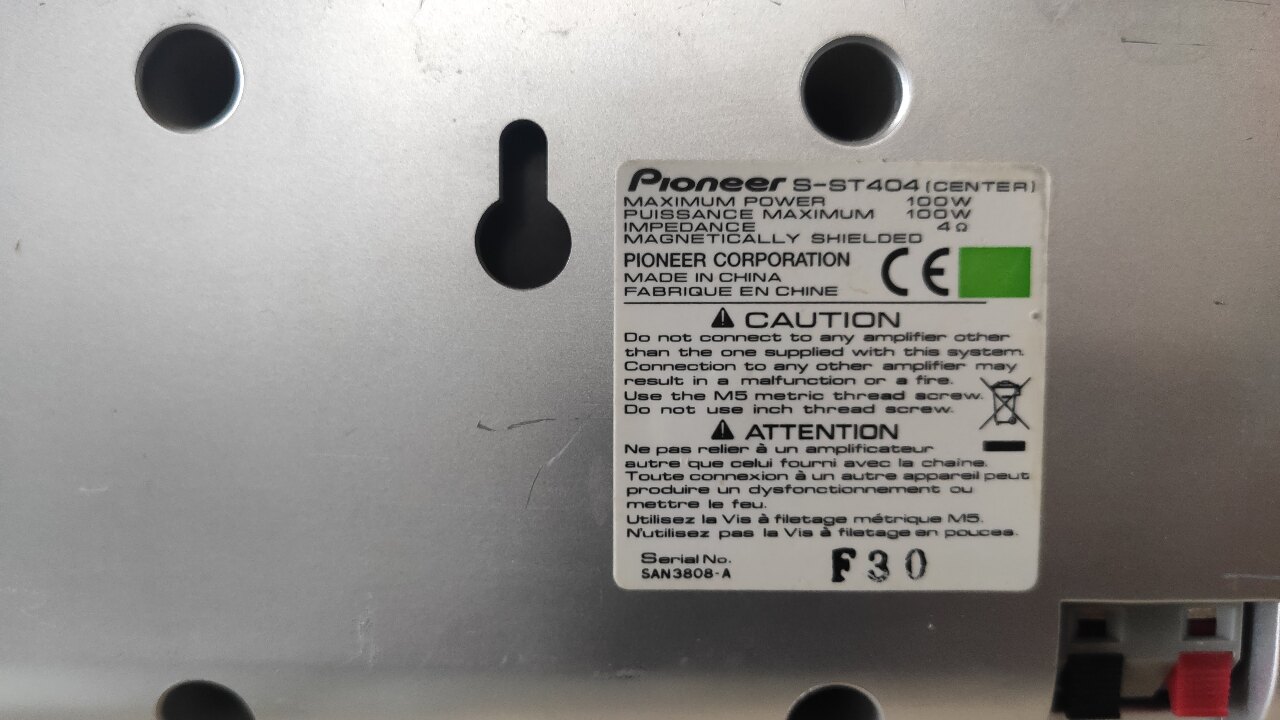 Pioneer S-ST404 (CENTER)
MAXIMUM POWER 100W
PUISSANCE MAXIMUM 100W
IMPEDANCE 4Ω
MAGNETICALLY SHIELDED
PIONEER CORPORATION CE
MADE IN CHINA
FABRIQUE EN CHINE
⚠ CAUTION
Do not connect to any amplifier other
than the one supplied with this system.
Connection to any other amplifier may
result in a malfunction or a fire.
Use the M5 metric thread screw.
Do not use inch thread screw.
⚠ ATTENTION
Ne pas relier à un amplificateur
autre que celui fourni avec la chaîne.
Toute connexion à un autre appareil peut
produire un dysfonctionnement ou
mettre le feu.
Utilisez la Vis à filetage métrique M5.
N'utilisez pas la Vis à filetage en pouces.
Serial No. F30
SAN3808-A